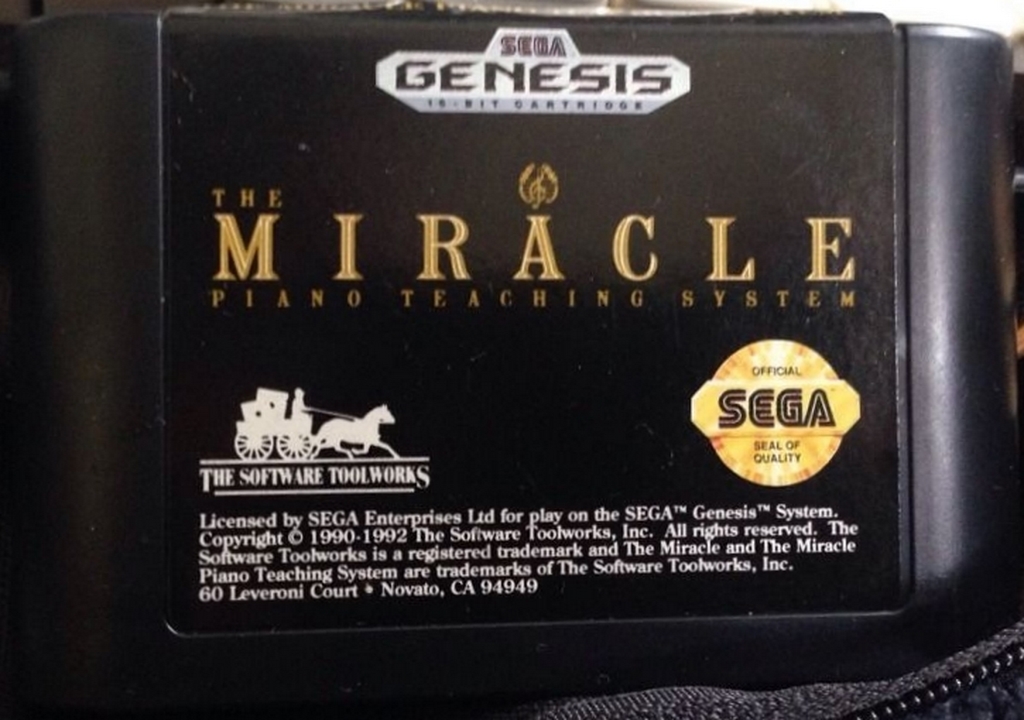 SEGA
GENESIS
16-BIT CARTRIDGE
THE
MIRACLE
PIANO TEACHING SYSTEM
OFFICIAL
SEGA
SEAL OF
QUALITY
THE SOFTWARE TOOLWORKS
Licensed by SEGA Enterprises Ltd for play on the SEGA™ Genesis™ System.
Copyright © 1990-1992 The Software Toolworks, Inc. All rights reserved. The
Software Toolworks is a registered trademark and The Miracle and The Miracle
Piano Teaching System are trademarks of The Software Toolworks, Inc.
60 Leveroni Court • Novato, CA 94949